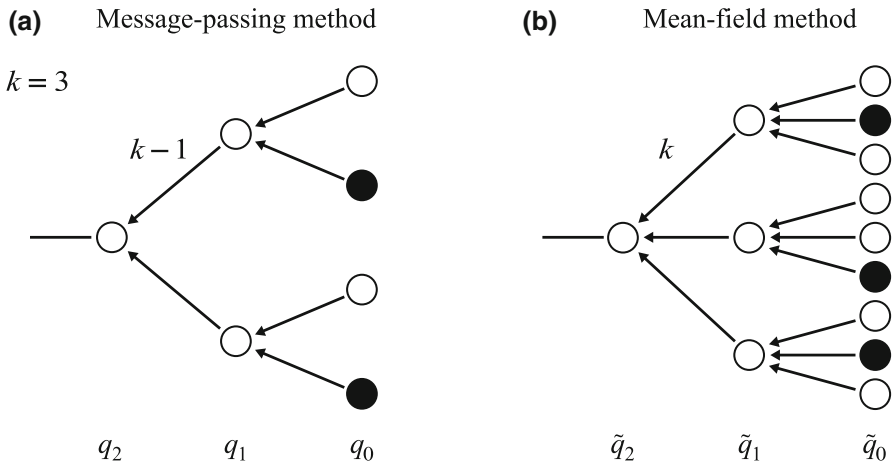 (a) Message-passing method
k = 3
k − 1
q₂ q₁ q₀
(b) Mean-field method
k
q̃₂ q̃₁ q̃₀